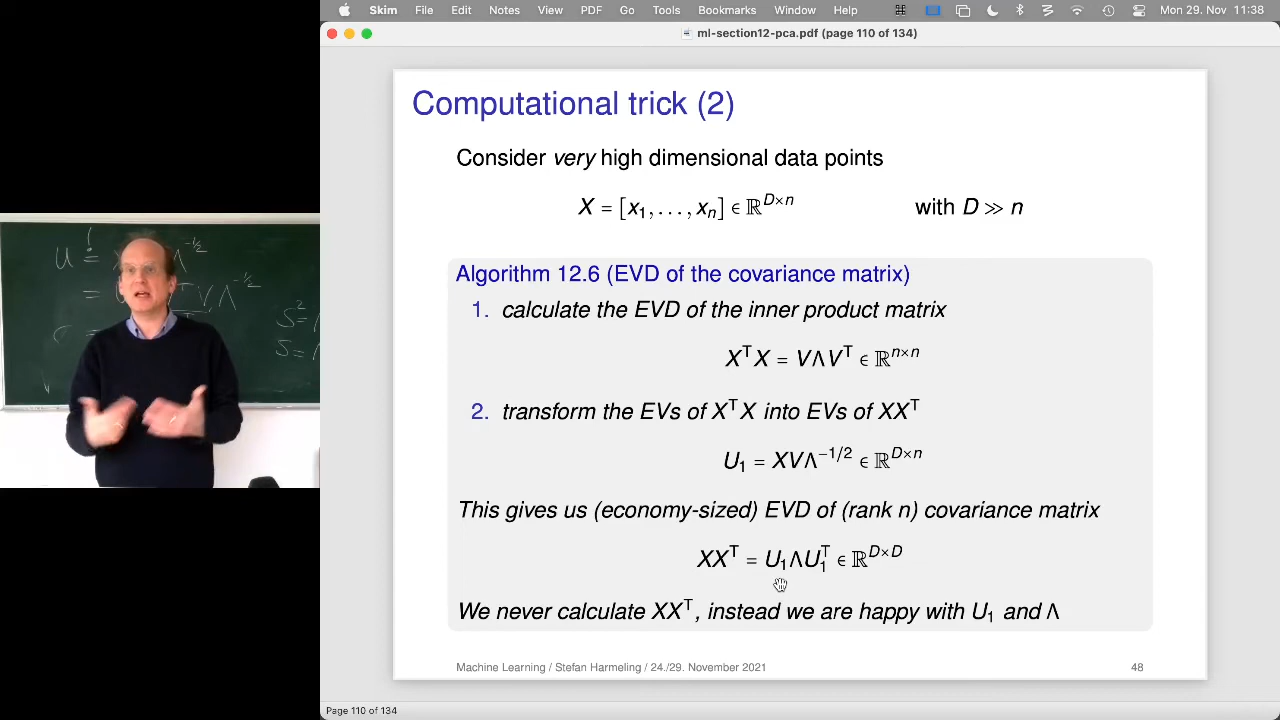 Skim File Edit Notes View PDF Go Tools Bookmarks Window Help Mon 29. Nov 11:38
ml-section12-pca.pdf (page 110 of 134)
Computational trick (2)
Consider very high dimensional data points
X = [x₁, . . . , xₙ] ∈ ℝᴰˣⁿ with D ≫ n
Algorithm 12.6 (EVD of the covariance matrix)
1. calculate the EVD of the inner product matrix
XᵀX = VΛVᵀ ∈ ℝⁿˣⁿ
2. transform the EVs of XᵀX into EVs of XXᵀ
U₁ = XVΛ⁻¹/² ∈ ℝᴰˣⁿ
This gives us (economy-sized) EVD of (rank n) covariance matrix
XXᵀ = U₁ΛU₁ᵀ ∈ ℝᴰˣᴰ
We never calculate XXᵀ, instead we are happy with U₁ and Λ
Machine Learning / Stefan Harmeling / 24./29. November 2021 48
Page 110 of 134